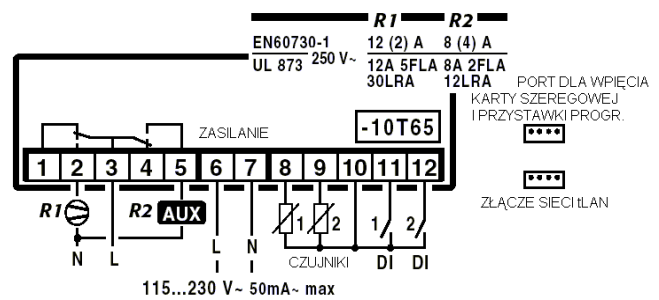 R1 R2
EN60730-1 250 V~ 12 (2) A 8 (4) A
UL 873 12A 5FLA 8A 2FLA
30LRA 12LRA
PORT DLA WPIĘCIA
KARTY SZEREGOWEJ
I PRZYSTAWKI PROGR.
ZASILANIE
-10T65
1 2 3 4 5 6 7 8 9 10 11 12
ZŁĄCZE SIECI tLAN
R1 R2 AUX 1 2 1 2
N L L N CZUJNIKI DI DI
115...230 V~ 50mA~ max